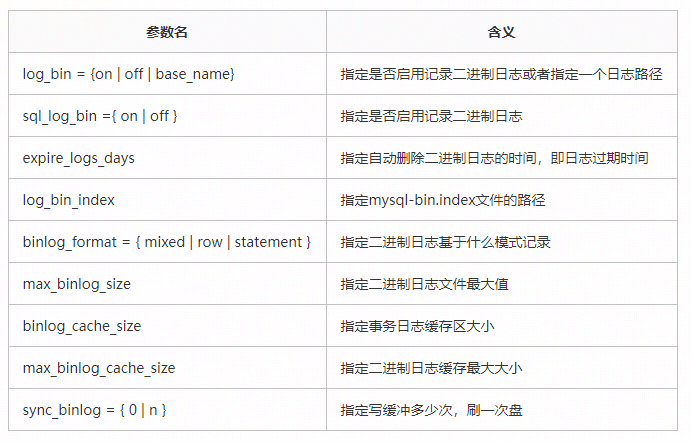 参数名 含义
log_bin = {on | off | base_name} 指定是否启用记录二进制日志或者指定一个日志路径
sql_log_bin ={ on | off } 指定是否启用记录二进制日志
expire_logs_days 指定自动删除二进制日志的时间，即日志过期时间
log_bin_index 指定mysql-bin.index文件的路径
binlog_format = { mixed | row | statement } 指定二进制日志基于什么模式记录
max_binlog_size 指定二进制日志文件最大值
binlog_cache_size 指定事务日志缓存区大小
max_binlog_cache_size 指定二进制日志缓存最大大小
sync_binlog = { 0 | n } 指定写缓冲多少次，刷一次盘